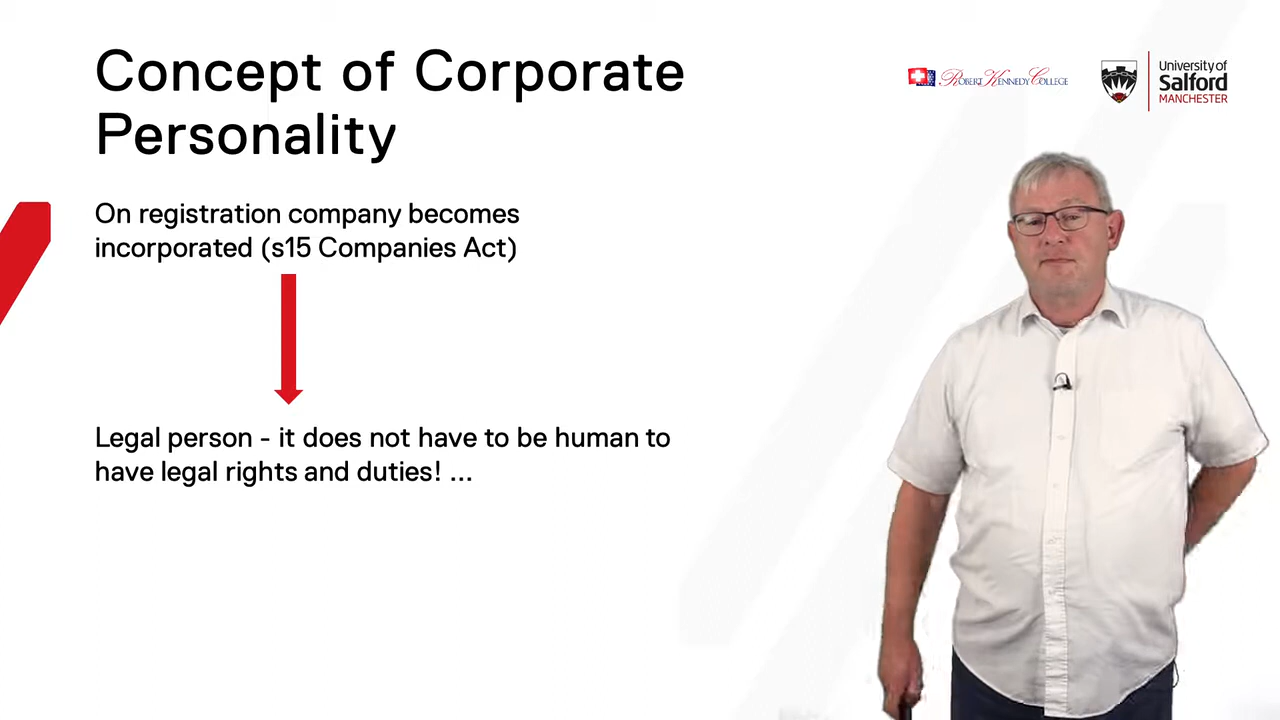 Concept of Corporate
Personality
ROBERT KENNEDY COLLEGE
University of
Salford
MANCHESTER
On registration company becomes
incorporated (s15 Companies Act)
Legal person - it does not have to be human to
have legal rights and duties! ...